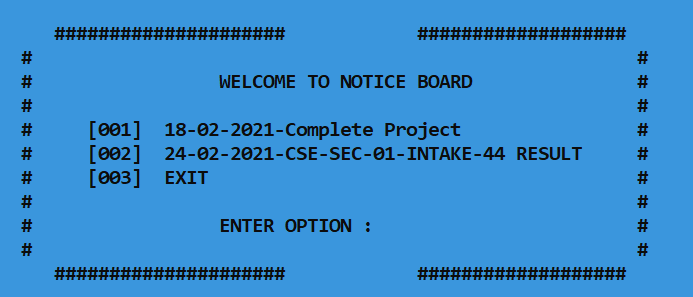 ##################### ###################
# #
# WELCOME TO NOTICE BOARD #
# #
# [001] 18-02-2021-Complete Project #
# [002] 24-02-2021-CSE-SEC-01-INTAKE-44 RESULT #
# [003] EXIT #
# #
# ENTER OPTION : #
# #
##################### ###################